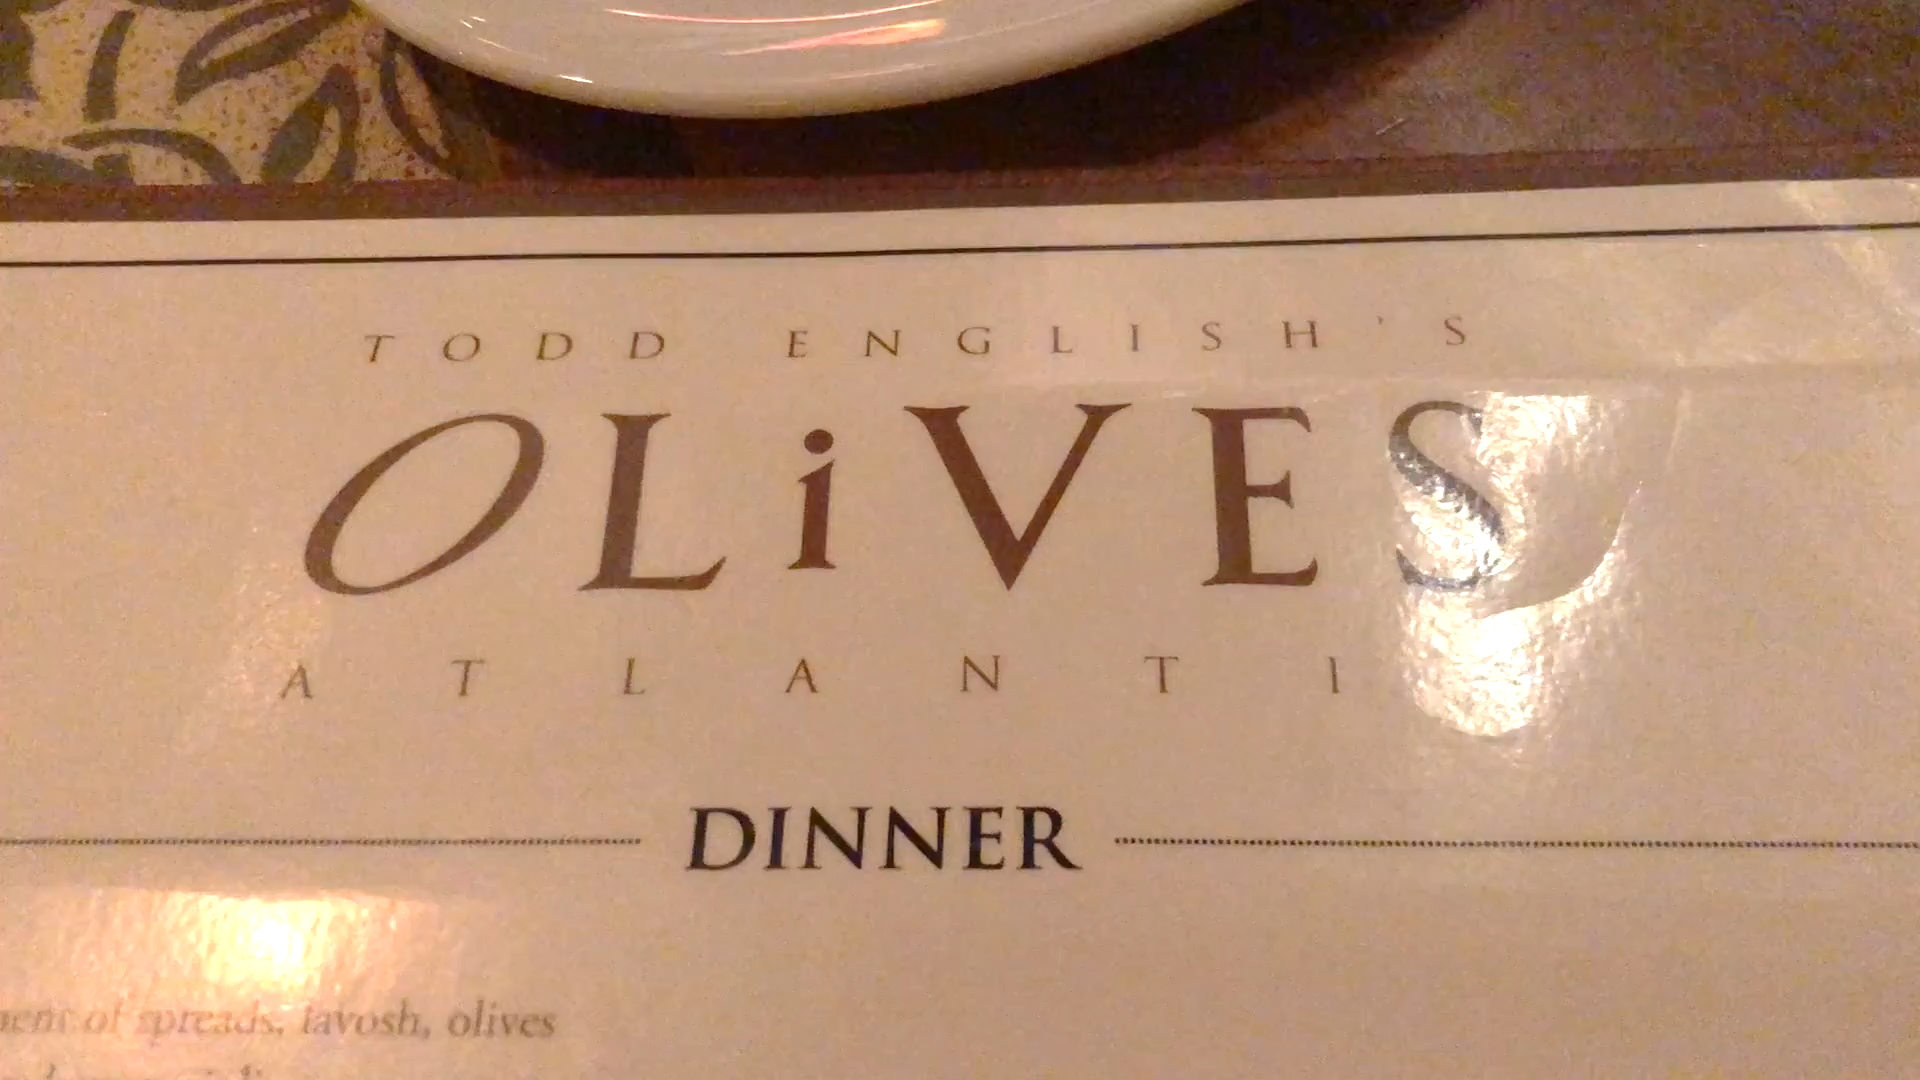 TODD ENGLISH'S
OLiVES
ATLANTI
DINNER
of spreads, lavosh, olives